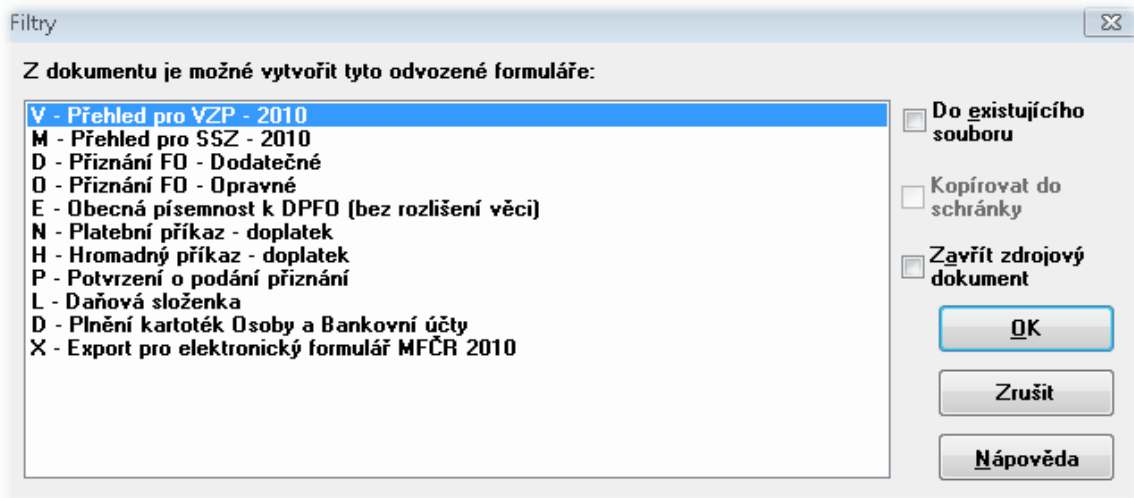 Filtry
Z dokumentu je možné vytvořit tyto odvozené formuláře:
V - Přehled pro VZP - 2010
M - Přehled pro SSZ - 2010
D - Přiznání FO - Dodatečné
O - Přiznání FO - Opravné
E - Obecná písemnost k DPFO (bez rozlišení věci)
N - Platební příkaz - doplatek
H - Hromadný příkaz - doplatek
P - Potvrzení o podání přiznání
L - Daňová složenka
D - Plnění kartoték Osoby a Bankovní účty
X - Export pro elektronický formulář MFČR 2010
Do existujícího
souboru
Kopírovat do
schránky
Zavřít zdrojový
dokument
OK
Zrušit
Nápověda